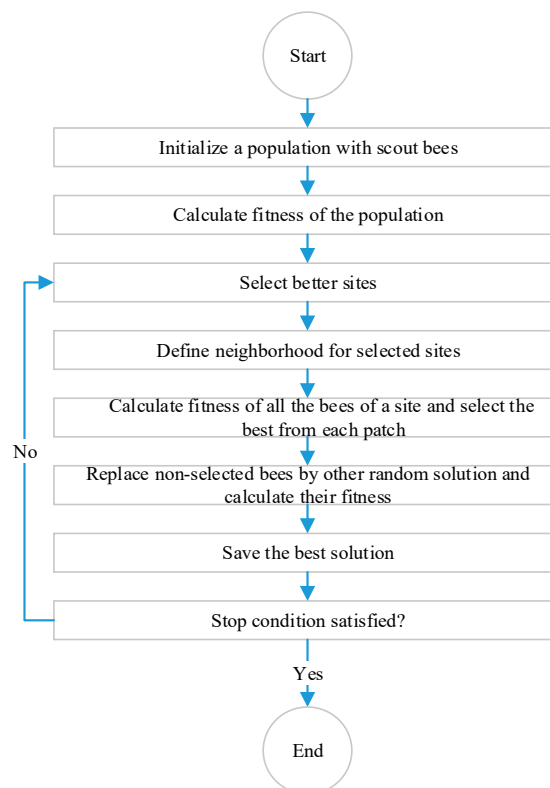 Start
Initialize a population with scout bees
Calculate fitness of the population
Select better sites
Define neighborhood for selected sites
Calculate fitness of all the bees of a site and select the
best from each patch
No
Replace non-selected bees by other random solution and
calculate their fitness
Save the best solution
Stop condition satisfied?
Yes
End